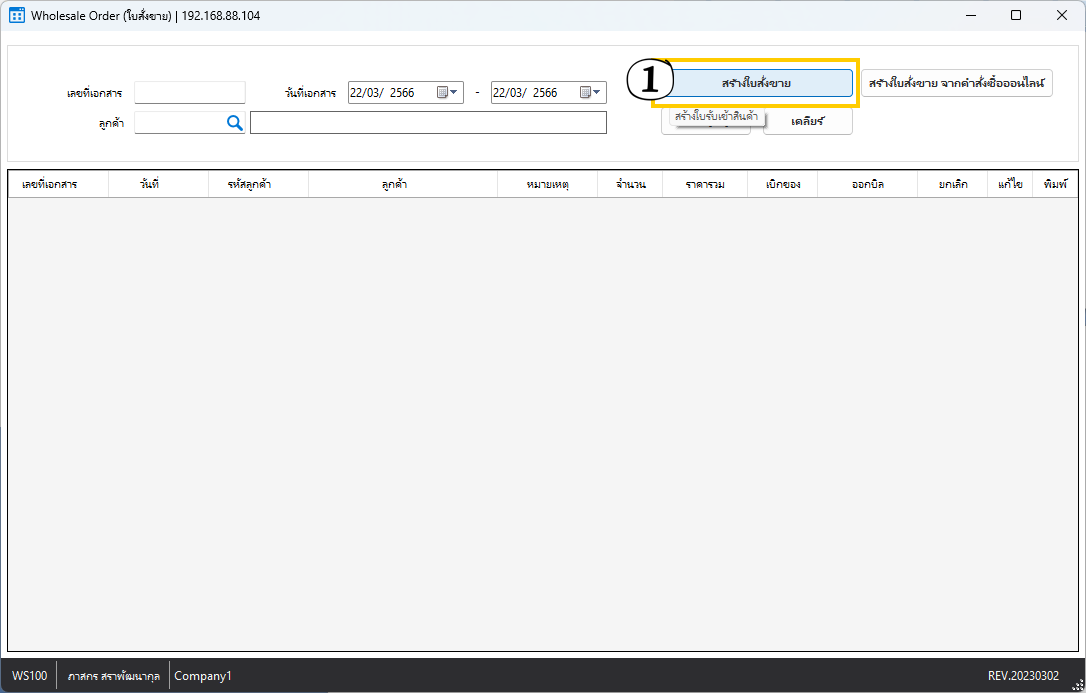 Wholesale Order (ใบสั่งขาย) | 192.168.88.104
เลขที่เอกสาร วันที่เอกสาร 22/03/ 2566 - 22/03/ 2566 1 สร้างใบสั่งขาย สร้างใบสั่งขาย จากคำสั่งซื้อออนไลน์
ลูกค้า สร้างใบรับเข้าสินค้า เคลียร์
เลขที่เอกสาร วันที่ รหัสลูกค้า ลูกค้า หมายเหตุ จำนวน ราคารวม เบิกของ ออกบิล ยกเลิก แก้ไข พิมพ์
WS100 ภาสกร สราพัฒนากุล Company1 REV.20230302